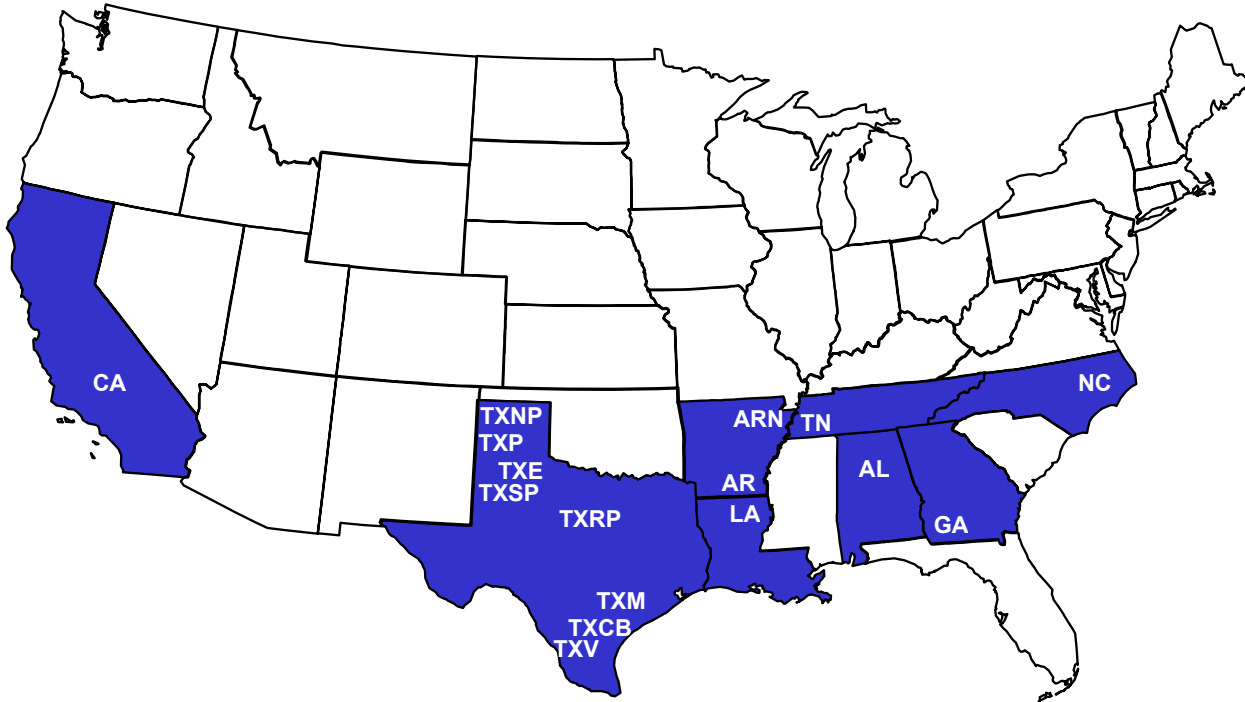 CA
NC
TXNP
ARN
TN
TXP
TXE
AL
AR
TXSP
LA
TXRP
GA
TXM
TXCB
TXV